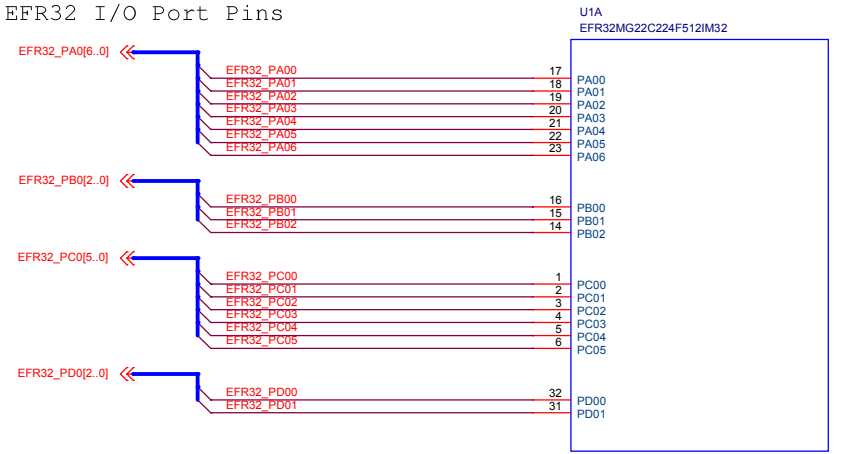 EFR32 I/O Port Pins
U1A
EFR32MG22C224F512IM32
EFR32_PA0[6..0]
EFR32_PA00 17 PA00
EFR32_PA01 18 PA01
EFR32_PA02 19 PA02
EFR32_PA03 20 PA03
EFR32_PA04 21 PA04
EFR32_PA05 22 PA05
EFR32_PA06 23 PA06
EFR32_PB0[2..0]
EFR32_PB00 16 PB00
EFR32_PB01 15 PB01
EFR32_PB02 14 PB02
EFR32_PC0[5..0]
EFR32_PC00 1 PC00
EFR32_PC01 2 PC01
EFR32_PC02 3 PC02
EFR32_PC03 4 PC03
EFR32_PC04 5 PC04
EFR32_PC05 6 PC05
EFR32_PD0[2..0]
EFR32_PD00 32 PD00
EFR32_PD01 31 PD01